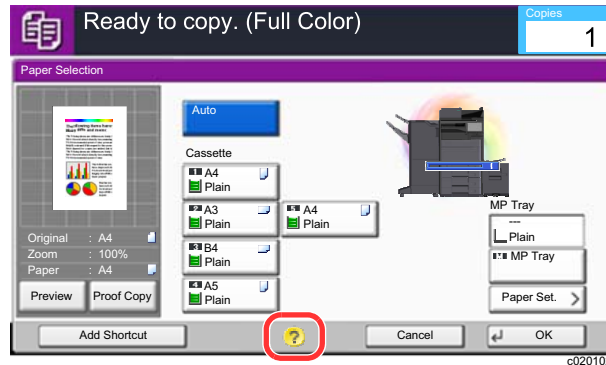 Ready to copy. (Full Color)
Copies
1
Paper Selection
Auto
Cassette
1 A4
Plain
2 A3
Plain
5 A4
Plain
3 B4
Plain
4 A5
Plain
MP Tray
---
Plain
MP Tray
Original : A4
Zoom : 100%
Paper : A4
Preview
Proof Copy
Paper Set.
Add Shortcut
?
Cancel
OK
c02010